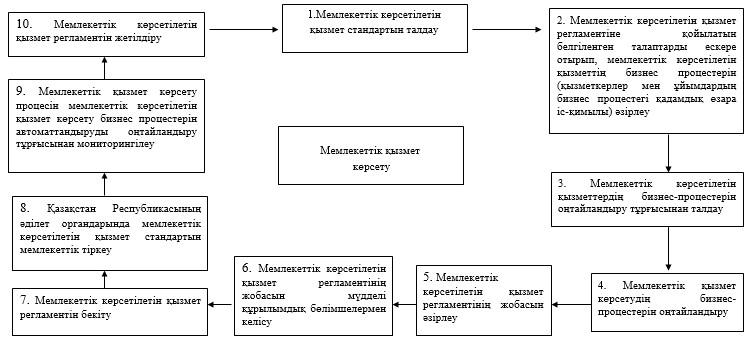 1.Мемлекеттік көрсетілетін
қызмет стандартын талдау
2. Мемлекеттік көрсетілетін қызмет
регламентіне қойылатын
белгіленген талаптарды ескере
отырып, мемлекеттік көрсетілетін
қызметтің бизнес процестерін
(қызметкерлер мен ұйымдардың
бизнес процестегі қадамдық өзара
іс-қимылы) әзірлеу
3. Мемлекеттік көрсетілетін
қызметтердің бизнес-процестерін
оңтайландыру тұрғысынан талдау
4. Мемлекеттік қызмет
көрсетудің бизнес-
процестерін оңтайландыру
5. Мемлекеттік
көрсетілетін қызмет
регламентінің жобасын
әзірлеу
6. Мемлекеттік көрсетілетін
қызмет регламентінің
жобасын мүдделі
құрылымдық бөлімшелермен
келісу
7. Мемлекеттік көрсетілетін қызмет
регламентін бекіту
8. Қазақстан Республикасының
әділет органдарында мемлекеттік
көрсетілетін қызмет стандартын
мемлекеттік тіркеу
9. Мемлекеттік қызмет көрсету
процесін мемлекеттік көрсетілетін
қызмет көрсету бизнес процестерін
автоматтандыруды оңтайландыру
тұрғысынан мониторингілеу
10. Мемлекеттік көрсетілетін
қызмет регламентін жетілдіру
Мемлекеттік қызмет
көрсету